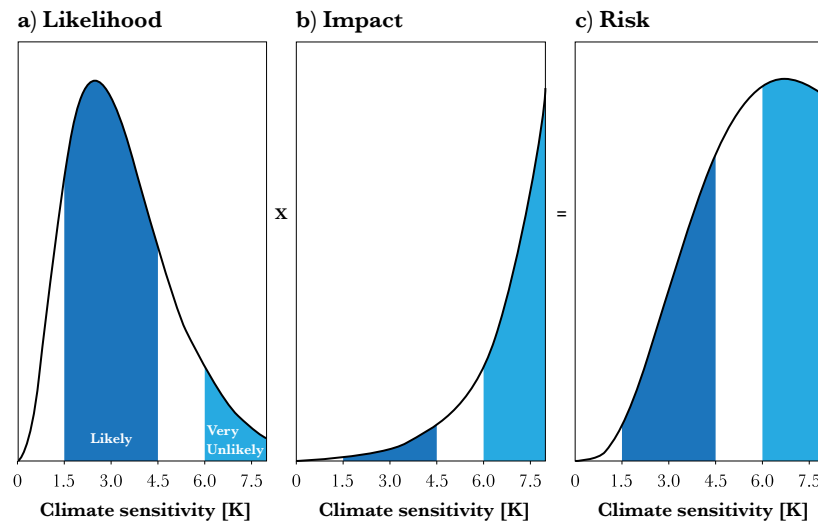 a) Likelihood
b) Impact
c) Risk
Likely
Very
Unlikely
x
=
0 1.5 3.0 4.5 6.0 7.5
0 1.5 3.0 4.5 6.0 7.5
0 1.5 3.0 4.5 6.0 7.5
Climate sensitivity [K]
Climate sensitivity [K]
Climate sensitivity [K]